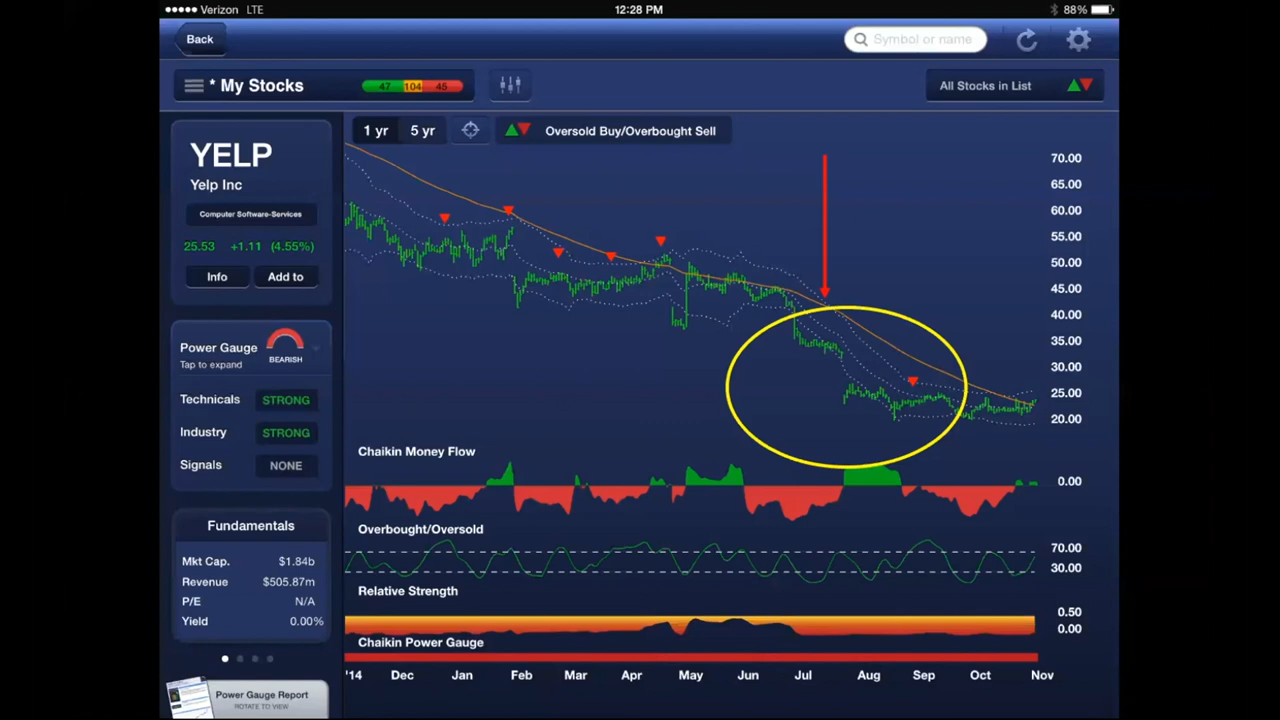 Verizon LTE 12:28 PM 88%
Back Symbol or name
* My Stocks 47 104 45 All Stocks in List
1 yr 5 yr Oversold Buy/Overbought Sell
YELP
Yelp Inc
Computer Software-Services
25.53 +1.11 (4.55%)
Info Add to
Power Gauge
Tap to expand
BEARISH
Technicals STRONG
Industry STRONG
Signals NONE
Fundamentals
Mkt Cap. $1.84b
Revenue $505.87m
P/E N/A
Yield 0.00%
Power Gauge Report
ROTATE TO VIEW
70.00
65.00
60.00
55.00
50.00
45.00
40.00
35.00
30.00
25.00
20.00
Chaikin Money Flow
0.00
Overbought/Oversold
70.00
30.00
Relative Strength
0.50
0.00
Chaikin Power Gauge
'14 Dec Jan Feb Mar Apr May Jun Jul Aug Sep Oct Nov